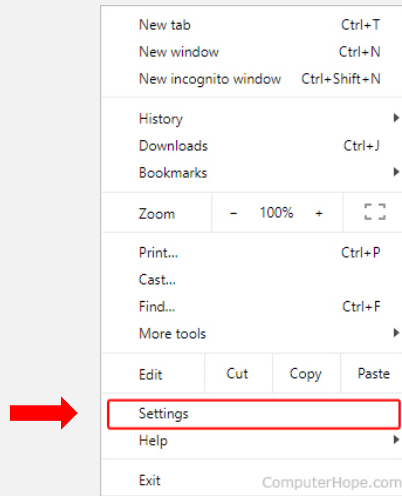 New tab Ctrl+T
New window Ctrl+N
New incognito window Ctrl+Shift+N
History
Downloads Ctrl+J
Bookmarks
Zoom - 100% +
Print... Ctrl+P
Cast...
Find... Ctrl+F
More tools
Edit Cut Copy Paste
Settings
Help
Exit ComputerHope.com